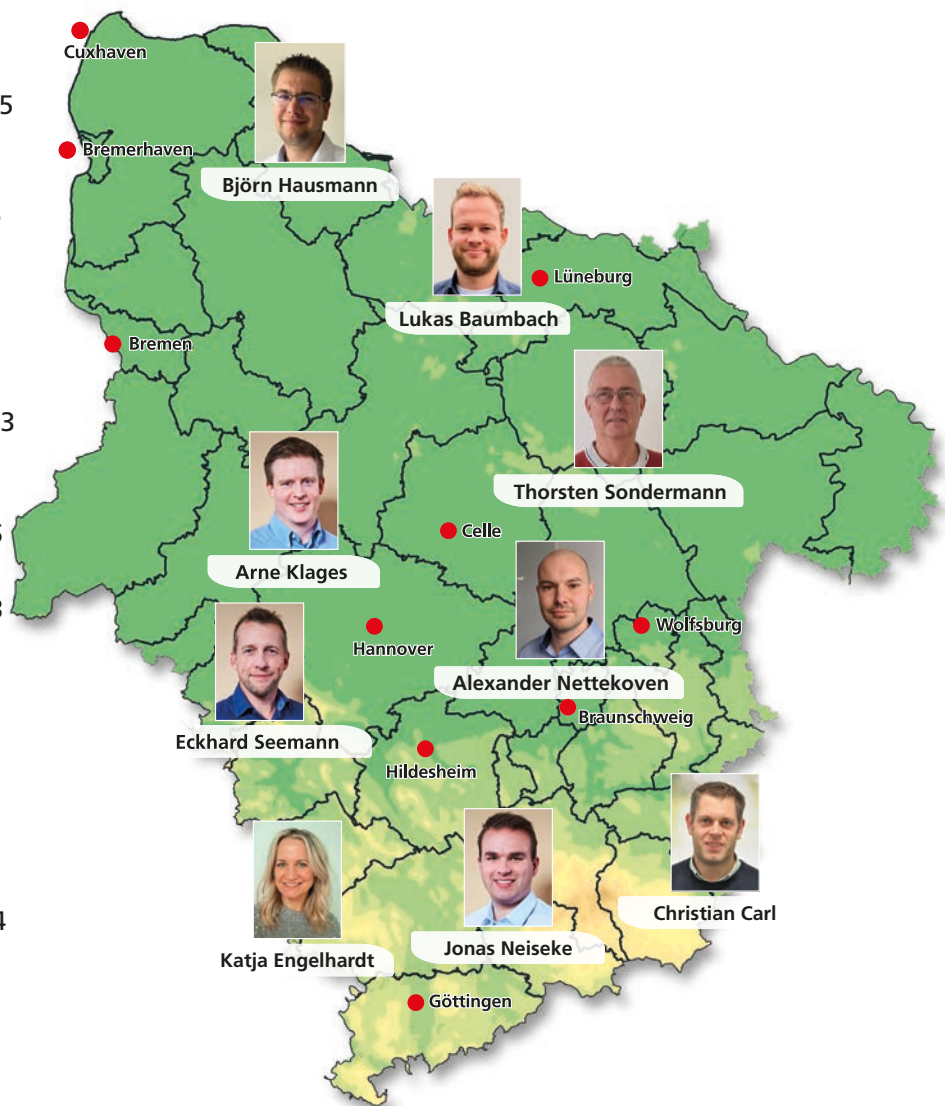 Cuxhaven
5
Bremerhaven
Björn Hausmann
Lüneburg
Lukas Baumbach
Bremen
3
Thorsten Sondermann
Celle
Arne Klages
Wolfsburg
Hannover
Alexander Nettekoven
Braunschweig
Eckhard Seemann
Hildesheim
Christian Carl
4
Jonas Neiseke
Katja Engelhardt
Göttingen